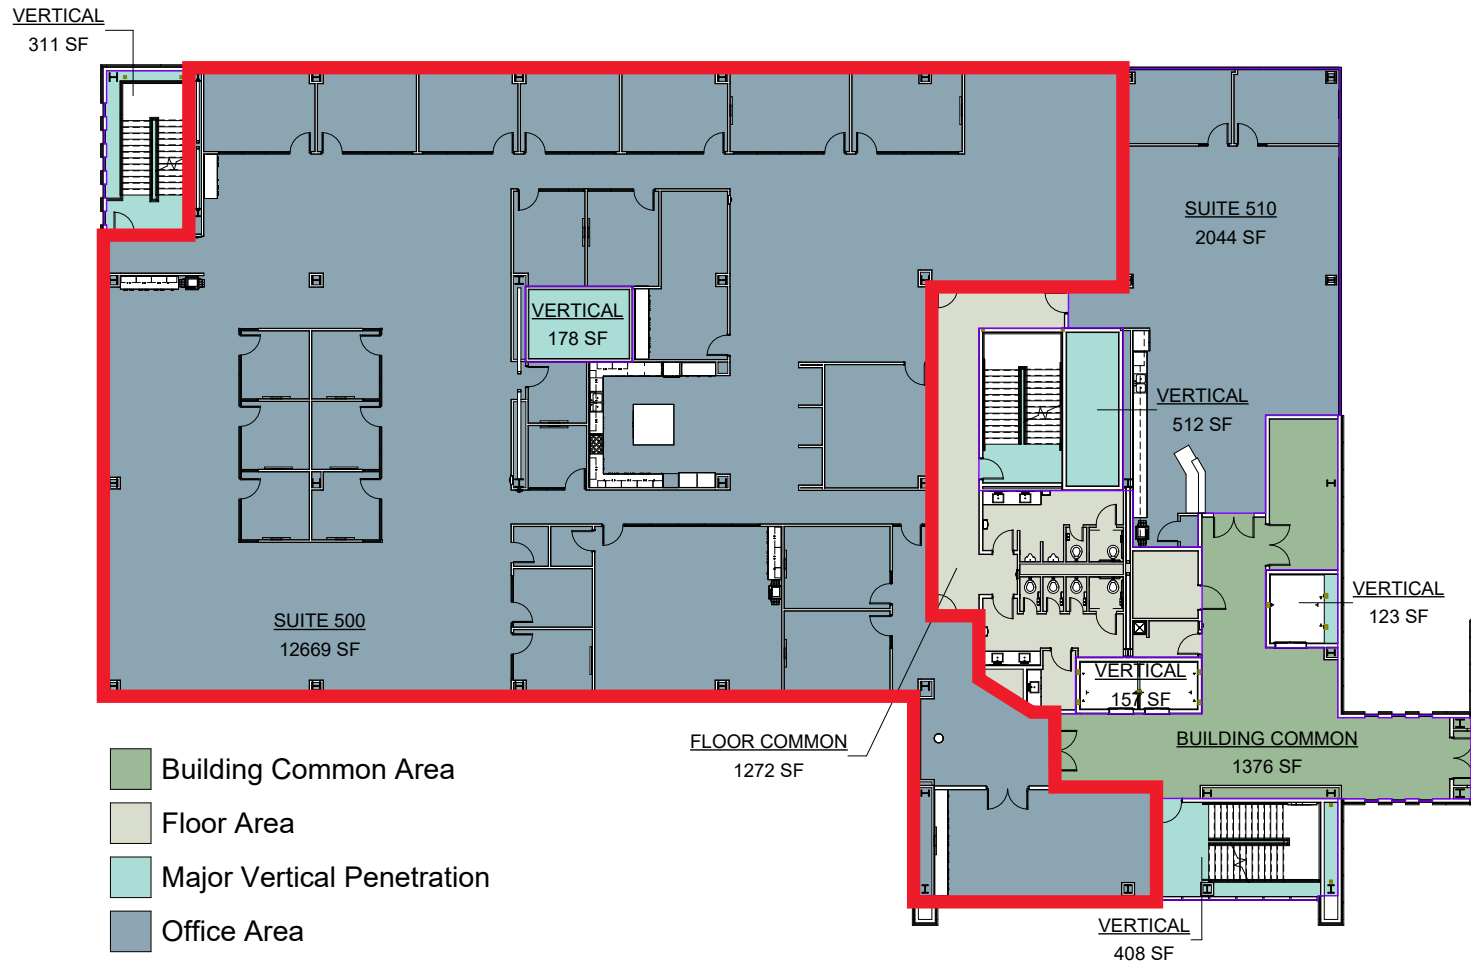 VERTICAL
311 SF
SUITE 510
2044 SF
VERTICAL
178 SF
VERTICAL
512 SF
VERTICAL
123 SF
SUITE 500
12669 SF
VERTICAL
157 SF
FLOOR COMMON
1272 SF
BUILDING COMMON
1376 SF
Building Common Area
Floor Area
Major Vertical Penetration
Office Area
VERTICAL
408 SF